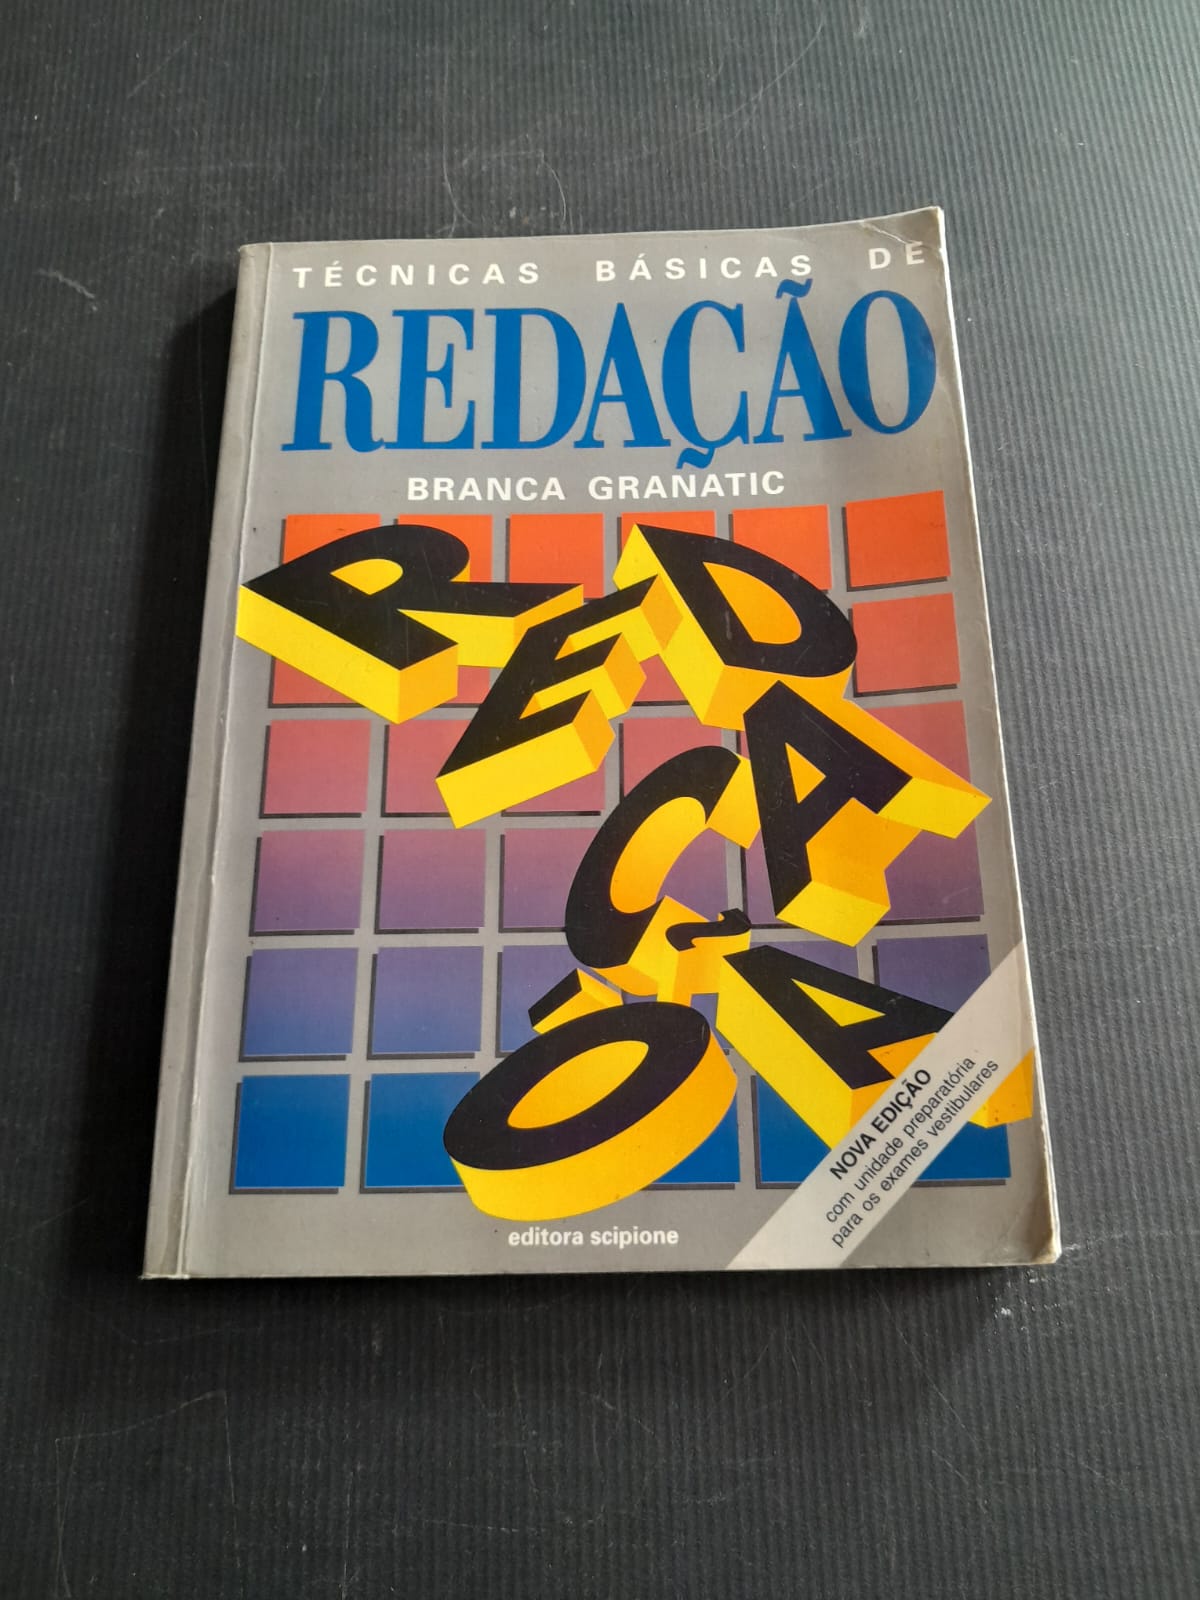 TÉCNICAS BÁSICAS DE
REDAÇÃO
BRANCA GRANATIC
REDAÇÃO
NOVA EDIÇÃO
com unidade preparatória
para os exames vestibulares
editora scipione